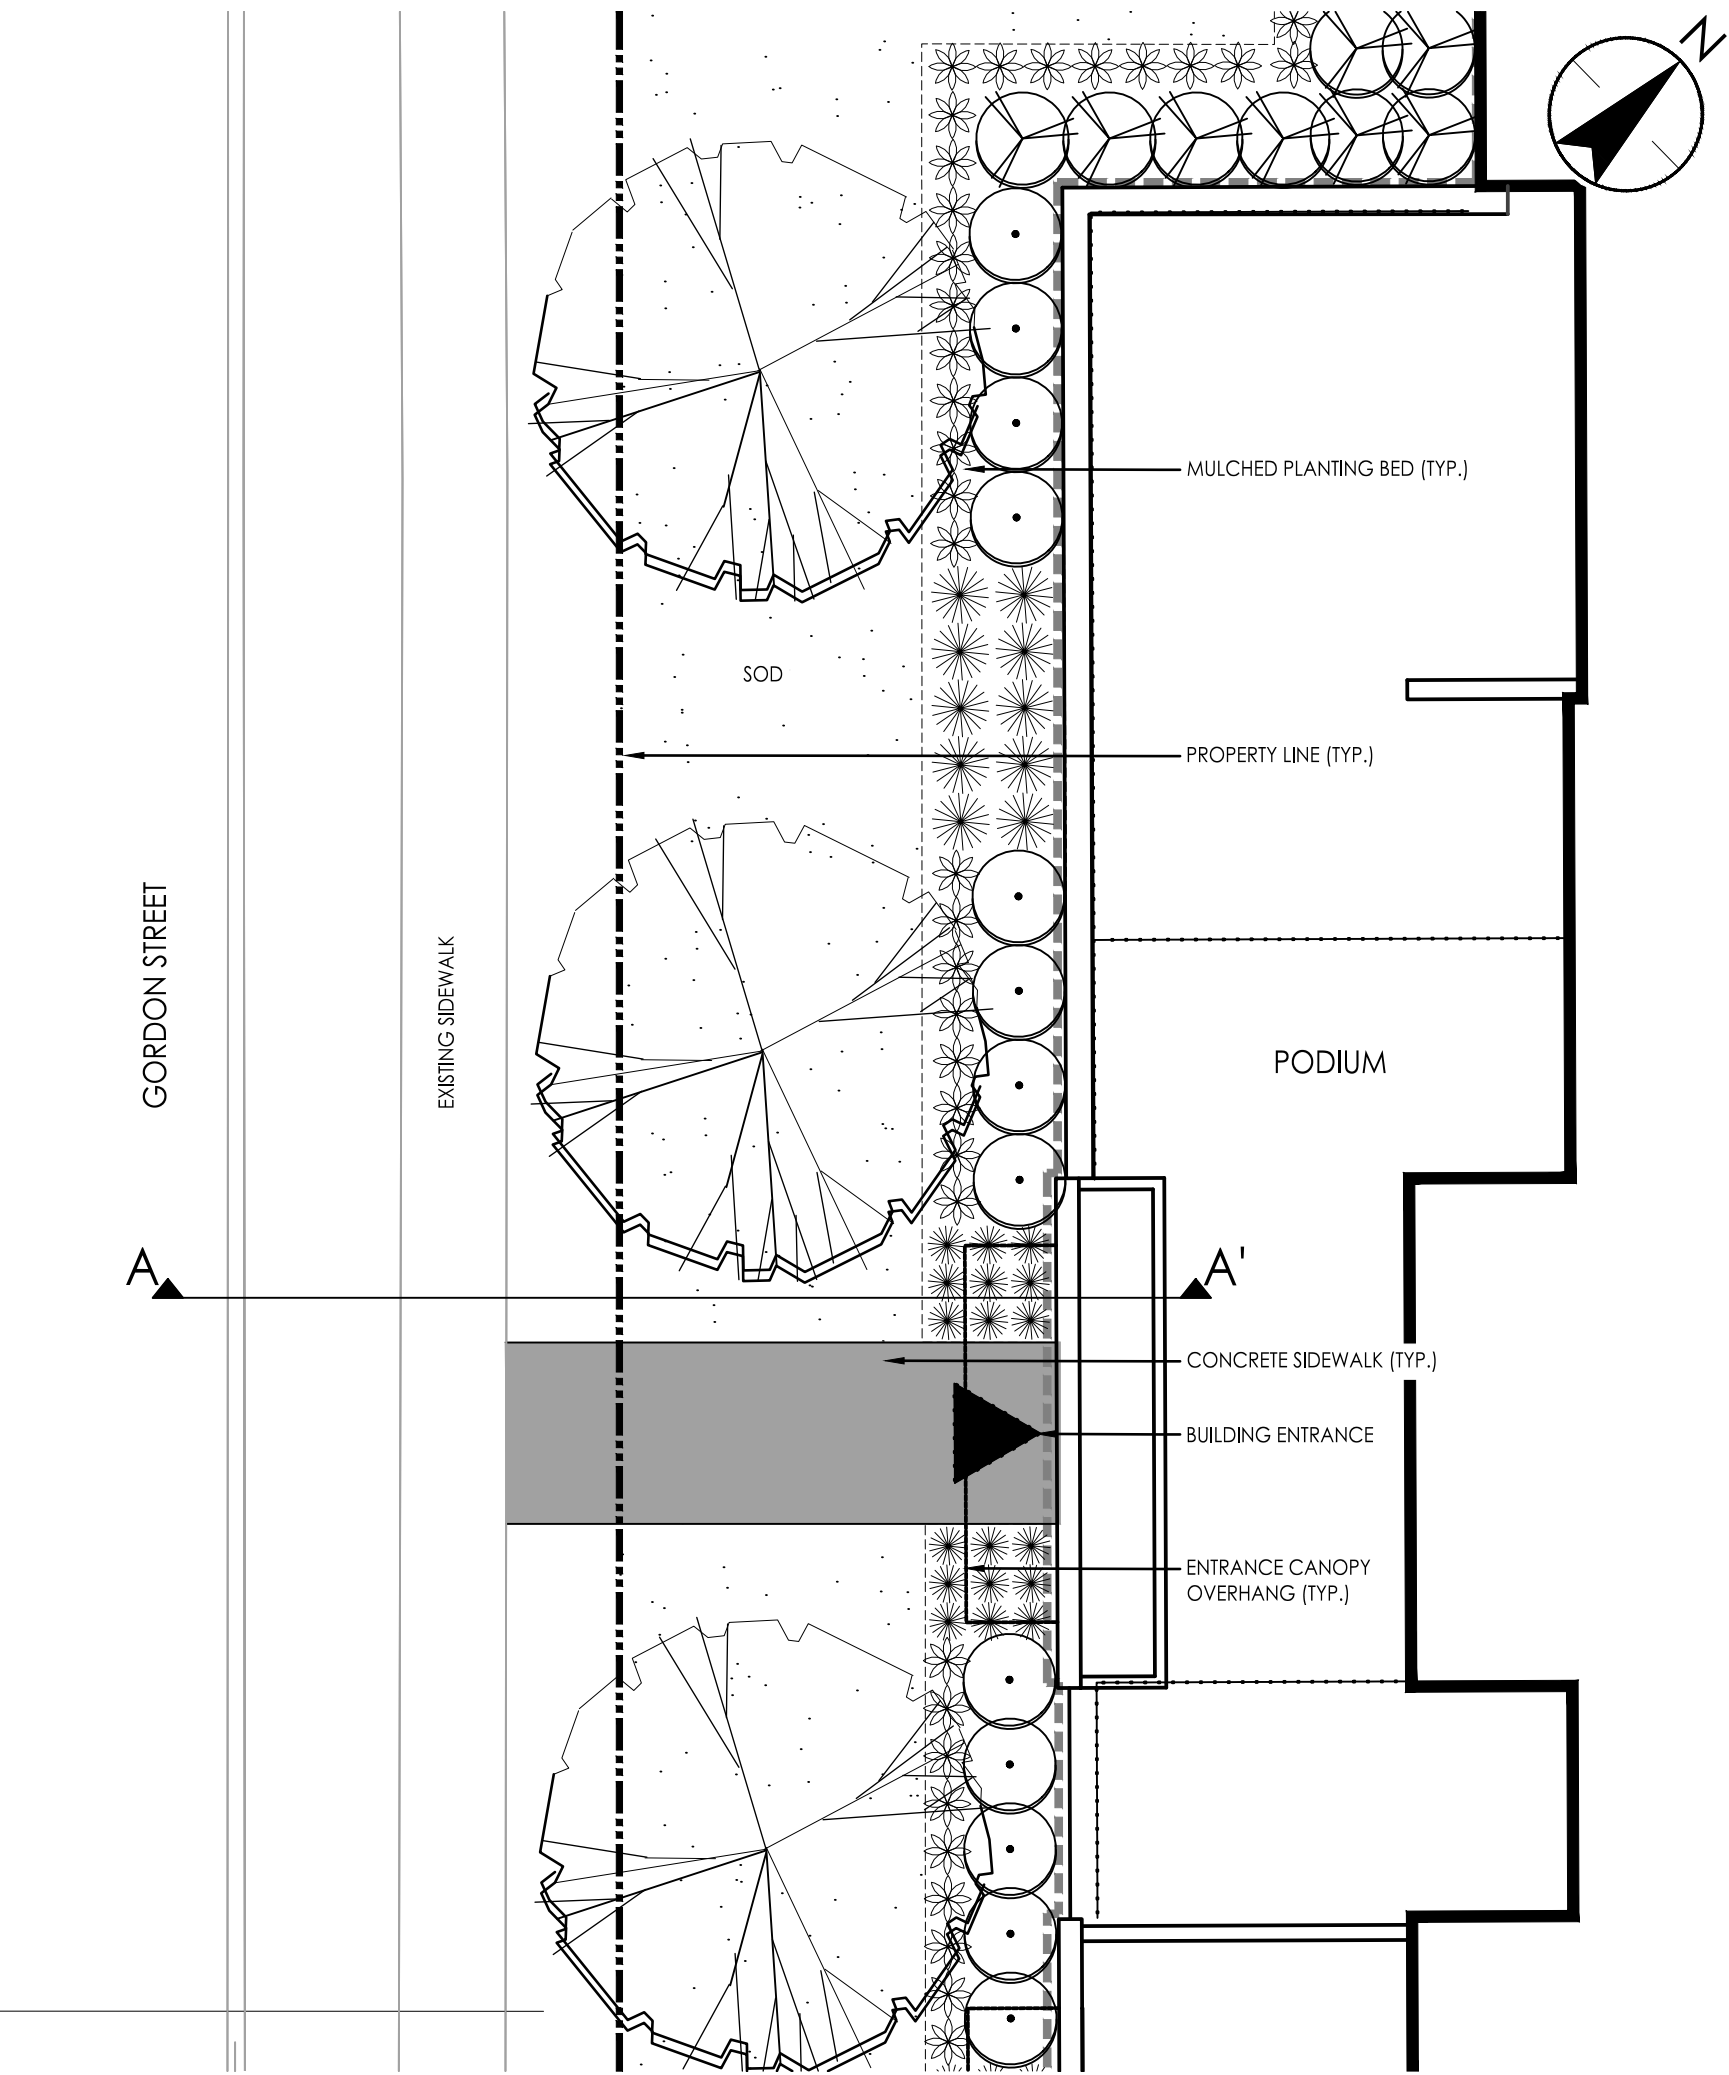 N
MULCHED PLANTING BED (TYP.)
SOD
PROPERTY LINE (TYP.)
GORDON STREET
EXISTING SIDEWALK
PODIUM
A
A'
CONCRETE SIDEWALK (TYP.)
BUILDING ENTRANCE
ENTRANCE CANOPY
OVERHANG (TYP.)